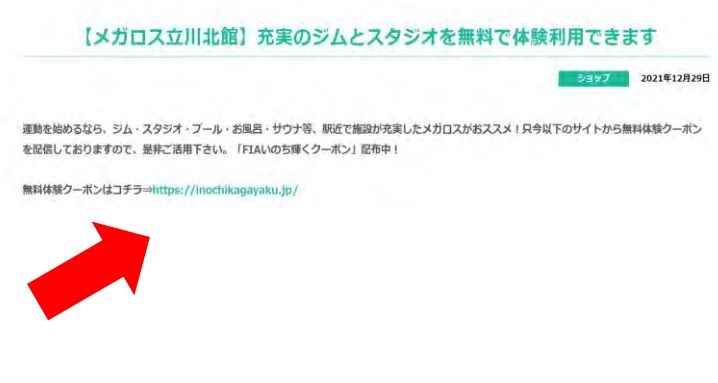 【メガロス立川北館】充実のジムとスタジオを無料で体験利用できます
ショップ 2021年12月29日
運動を始めるなら、ジム・スタジオ・プール・お風呂・サウナ等、駅近で施設が充実したメガロスがおススメ！只今以下のサイトから無料体験クーポン
を配信しておりますので、是非ご活用下さい。「FIAいのち輝くクーポン」配布中！
無料体験クーポンはコチラ⇒https://inochikagayaku.jp/